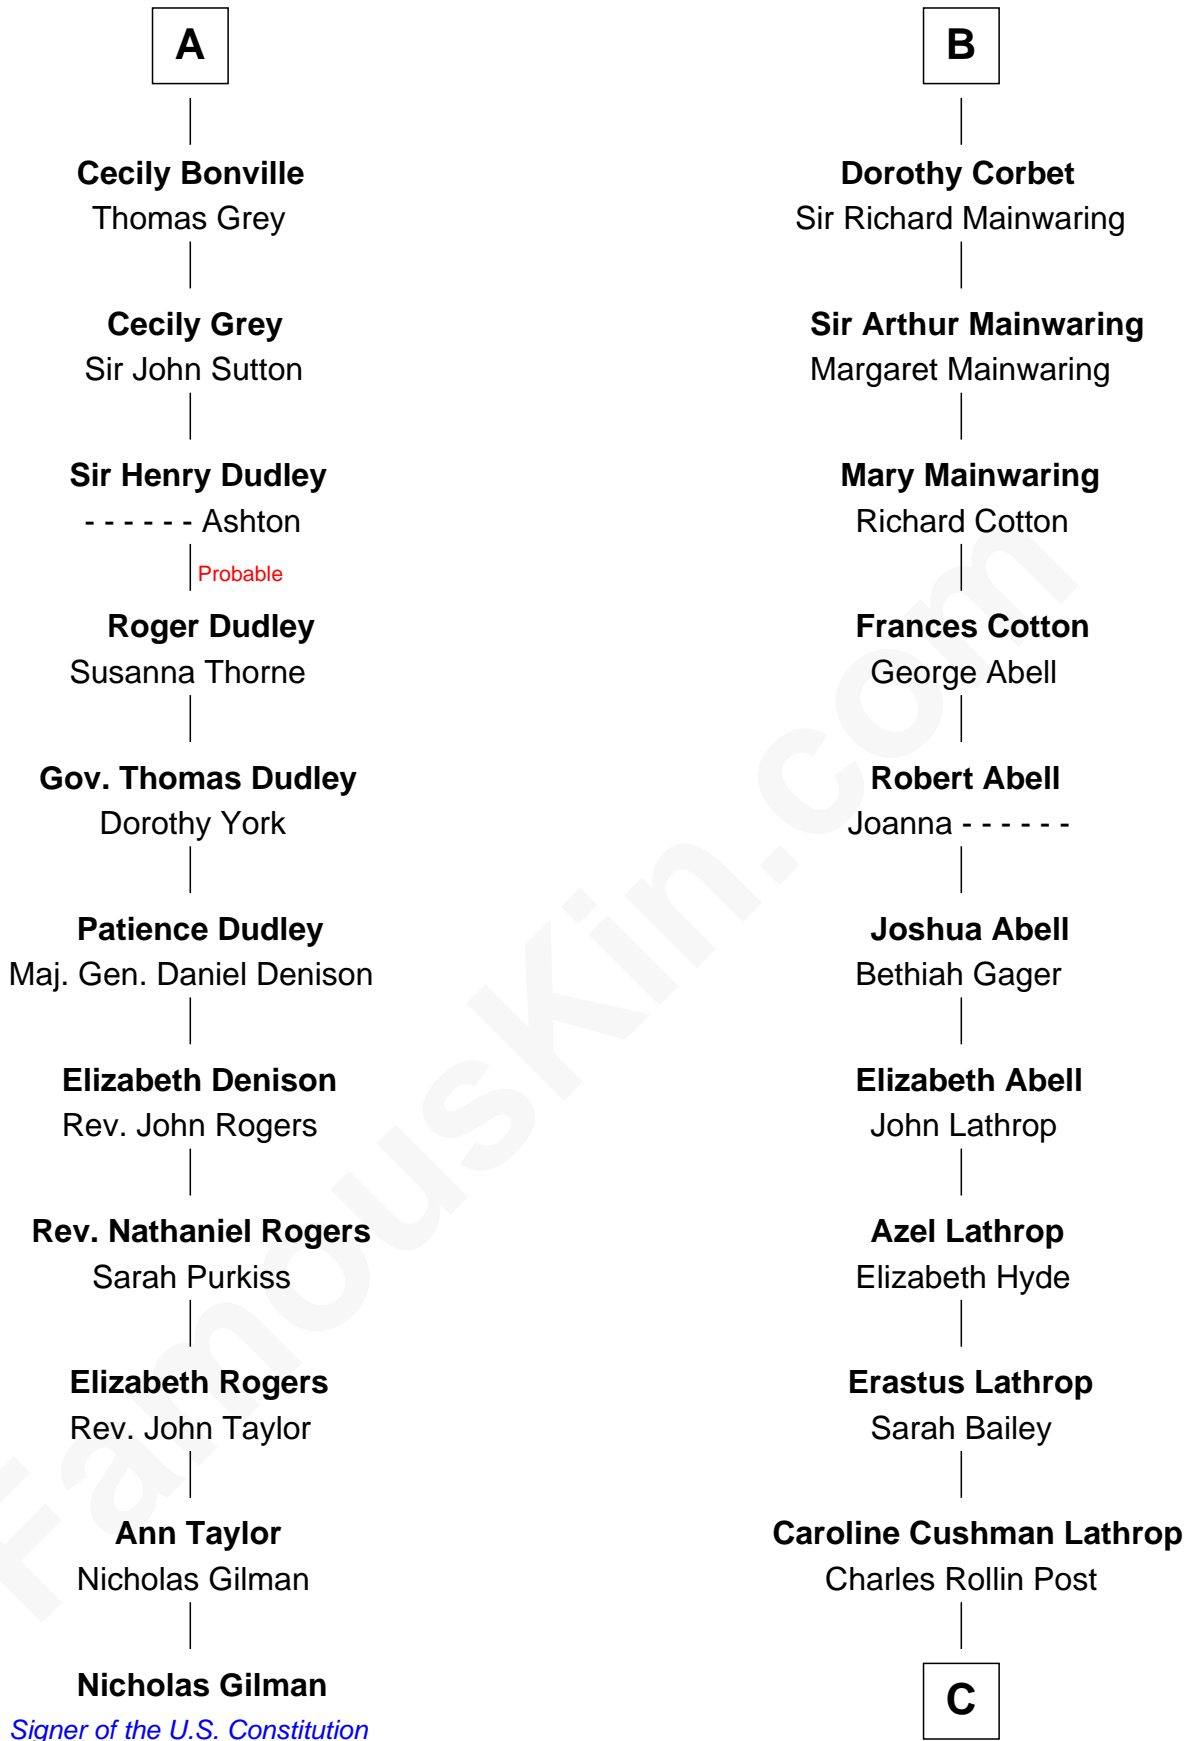 A
Cecily Bonville
Thomas Grey
Cecily Grey
Sir John Sutton
Sir Henry Dudley
- - - - - - Ashton
Probable
Roger Dudley
Susanna Thorne
Gov. Thomas Dudley
Dorothy York
Patience Dudley
Maj. Gen. Daniel Denison
Elizabeth Denison
Rev. John Rogers
Rev. Nathaniel Rogers
Sarah Purkiss
Elizabeth Rogers
Rev. John Taylor
Ann Taylor
Nicholas Gilman
Nicholas Gilman
Signer of the U.S. Constitution
B
Dorothy Corbet
Sir Richard Mainwaring
Sir Arthur Mainwaring
Margaret Mainwaring
Mary Mainwaring
Richard Cotton
Frances Cotton
George Abell
Robert Abell
Joanna - - - - - -
Joshua Abell
Bethiah Gager
Elizabeth Abell
John Lathrop
Azel Lathrop
Elizabeth Hyde
Erastus Lathrop
Sarah Bailey
Caroline Cushman Lathrop
Charles Rollin Post
C
FamousKin.com